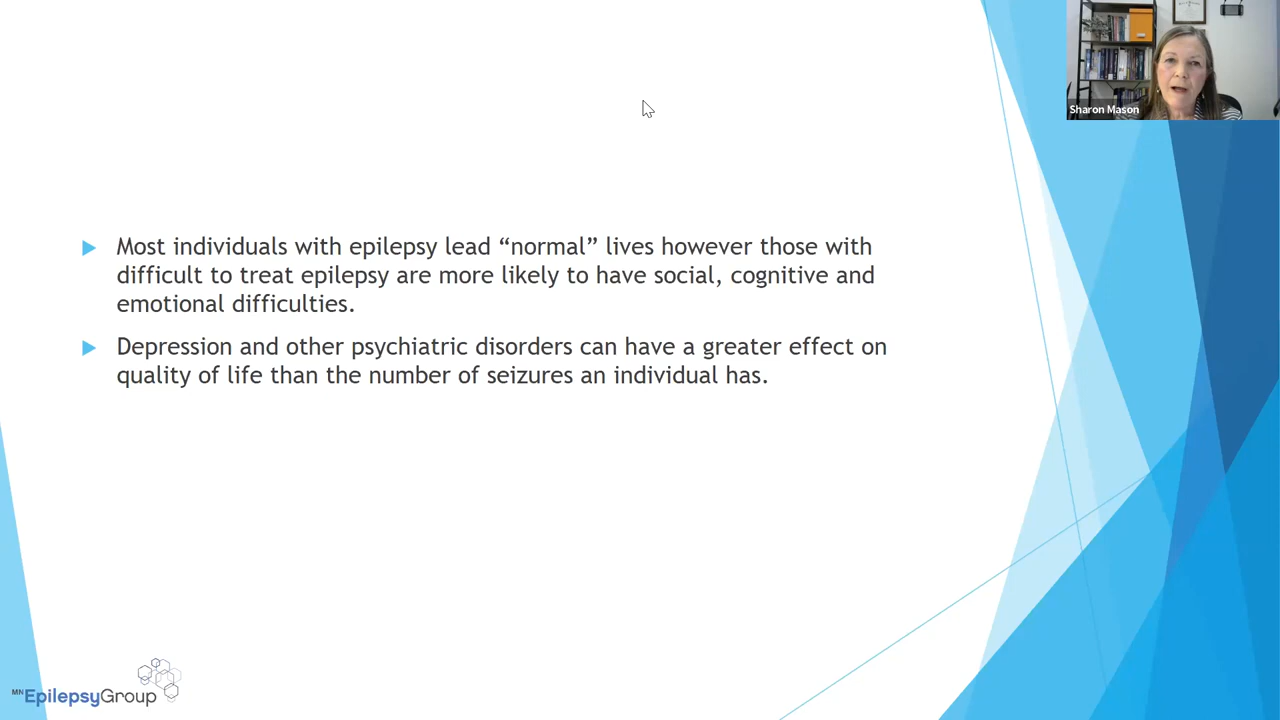 Sharon Mason
Most individuals with epilepsy lead “normal” lives however those with
difficult to treat epilepsy are more likely to have social, cognitive and
emotional difficulties.
Depression and other psychiatric disorders can have a greater effect on
quality of life than the number of seizures an individual has.
MN EpilepsyGroup